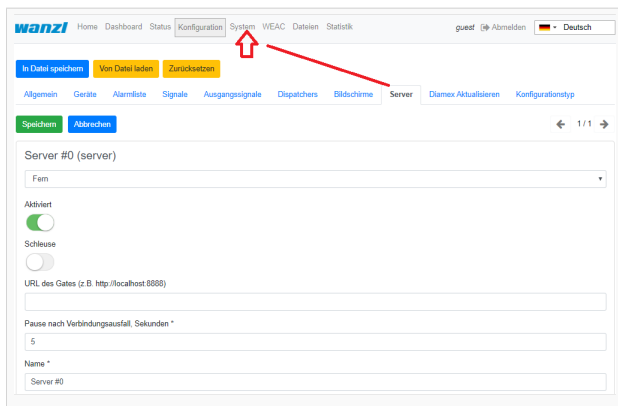 wanzl Home Dashboard Status Konfiguration System WEAC Dateien Statistik guest Abmelden Deutsch
In Datei speichern Von Datei laden Zurücksetzen
Allgemein Geräte Alarmliste Signale Ausgangssignale Dispatchers Bildschirme Server Diamex Aktualisieren Konfigurationstyp
Speichern Abbrechen 1/1
Server #0 (server)
Fern
Aktiviert
Schleuse
URL des Gates (z.B. http://localhost:8888)
Pause nach Verbindungsausfall, Sekunden *
5
Name *
Server #0